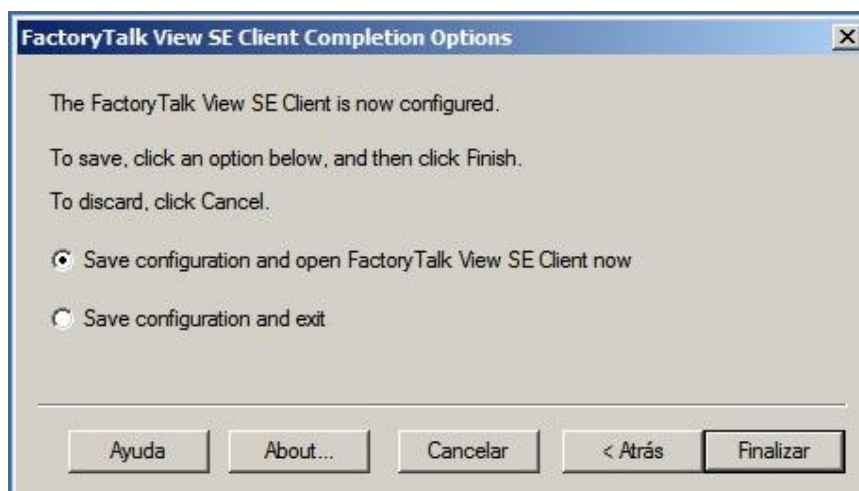 FactoryTalk View SE Client Completion Options
The FactoryTalk View SE Client is now configured.
To save, click an option below, and then click Finish.
To discard, click Cancel.
Save configuration and open FactoryTalk View SE Client now
Save configuration and exit
Ayuda About... Cancelar < Atrás Finalizar